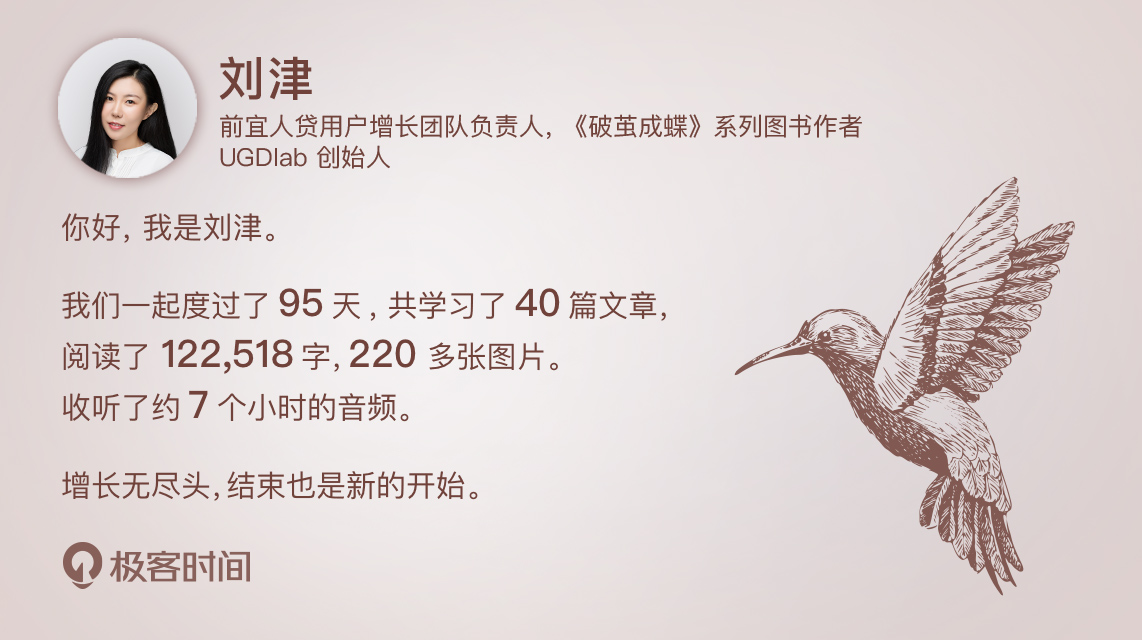 刘津
前宜人贷用户增长团队负责人，《破茧成蝶》系列图书作者
UGDlab 创始人
你好，我是刘津。
我们一起度过了 95 天，共学习了 40 篇文章，
阅读了 122,518 字，220 多张图片。
收听了约 7 个小时的音频。
增长无尽头，结束也是新的开始。
极客时间